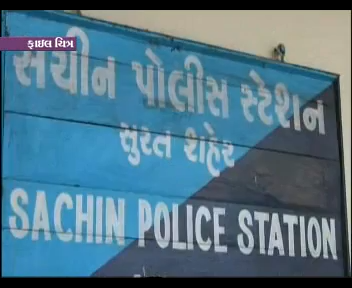 ફાઇલ ચિત્ર
સચીન પોલીસ સ્ટેશન
સુરત શહેર
SACHIN POLICE STATION